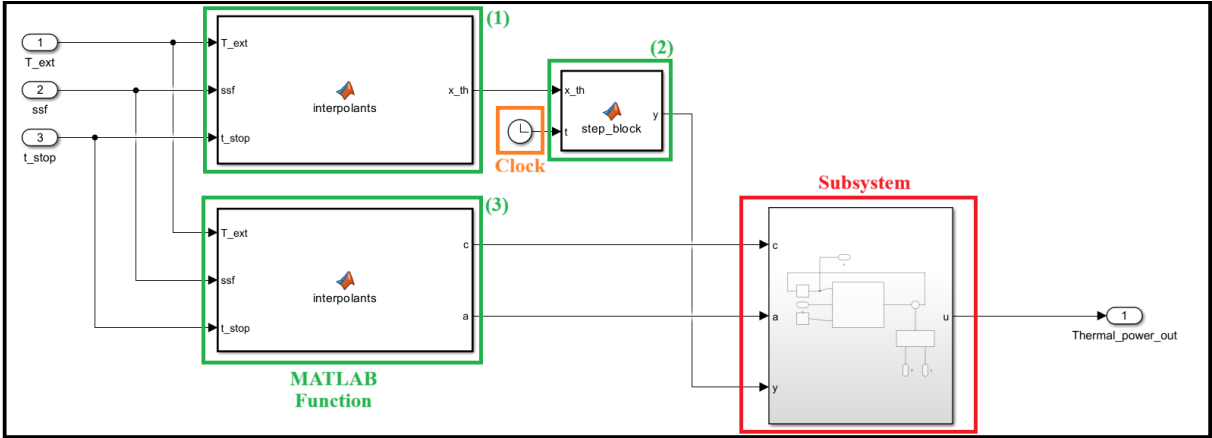 (1)
1
T_ext
T_ext
2
ssf
ssf
x_th
interpolants
3
t_stop
t_stop
(2)
x_th
t
y
step_block
Clock
(3)
T_ext
ssf
t_stop
c
a
interpolants
MATLAB
Function
Subsystem
c
a
y
u
1
Thermal_power_out